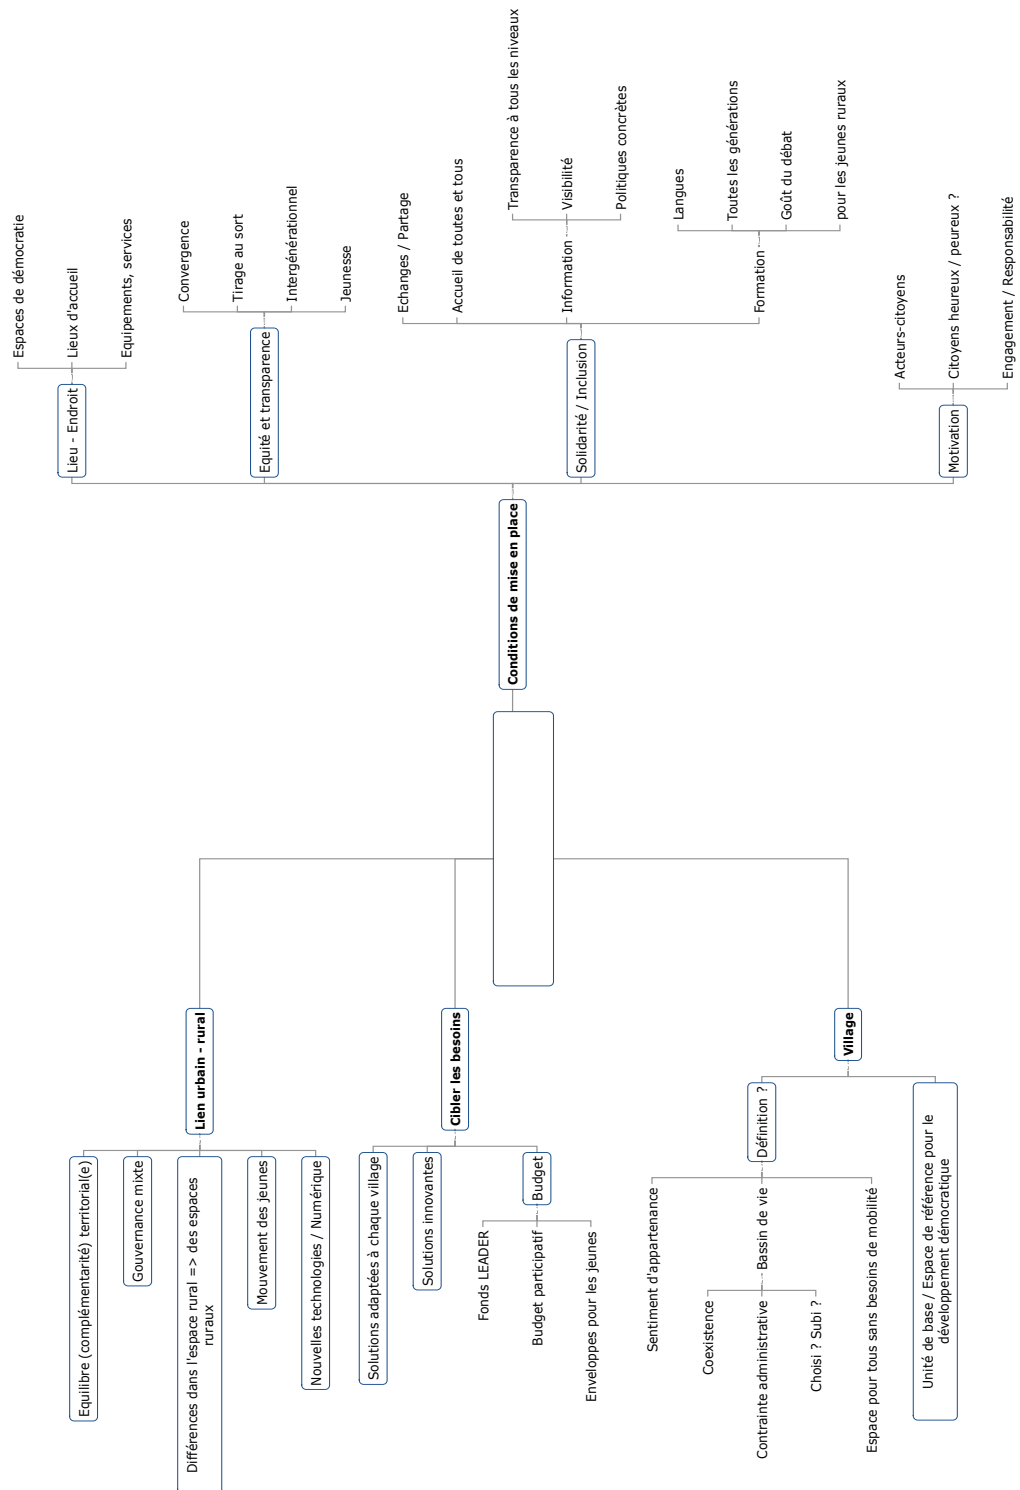 Lien urbain - rural
Equilibre (complémentarité) territorial(e)
Gouvernance mixte
Différences dans l'espace rural => des espaces
ruraux
Mouvement des jeunes
Nouvelles technologies / Numérique
Cibler les besoins
Solutions adaptées à chaque village
Solutions innovantes
Budget
Fonds LEADER
Budget participatif
Enveloppes pour les jeunes
Village
Définition ?
Sentiment d'appartenance
Bassin de vie
Coexistence
Contrainte administrative
Choisi ? Subi ?
Espace pour tous sans besoins de mobilité
Unité de base / Espace de référence pour le
développement démocratique
Conditions de mise en place
Lieu - Endroit
Espaces de démocratie
Lieux d'accueil
Equipements, services
Equité et transparence
Convergence
Tirage au sort
Intergénérationnel
Jeunesse
Solidarité / Inclusion
Echanges / Partage
Accueil de toutes et tous
Information
Transparence à tous les niveaux
Visibilité
Politiques concrètes
Formation
Langues
Toutes les générations
Goût du débat
pour les jeunes ruraux
Motivation
Acteurs-citoyens
Citoyens heureux / peureux ?
Engagement / Responsabilité